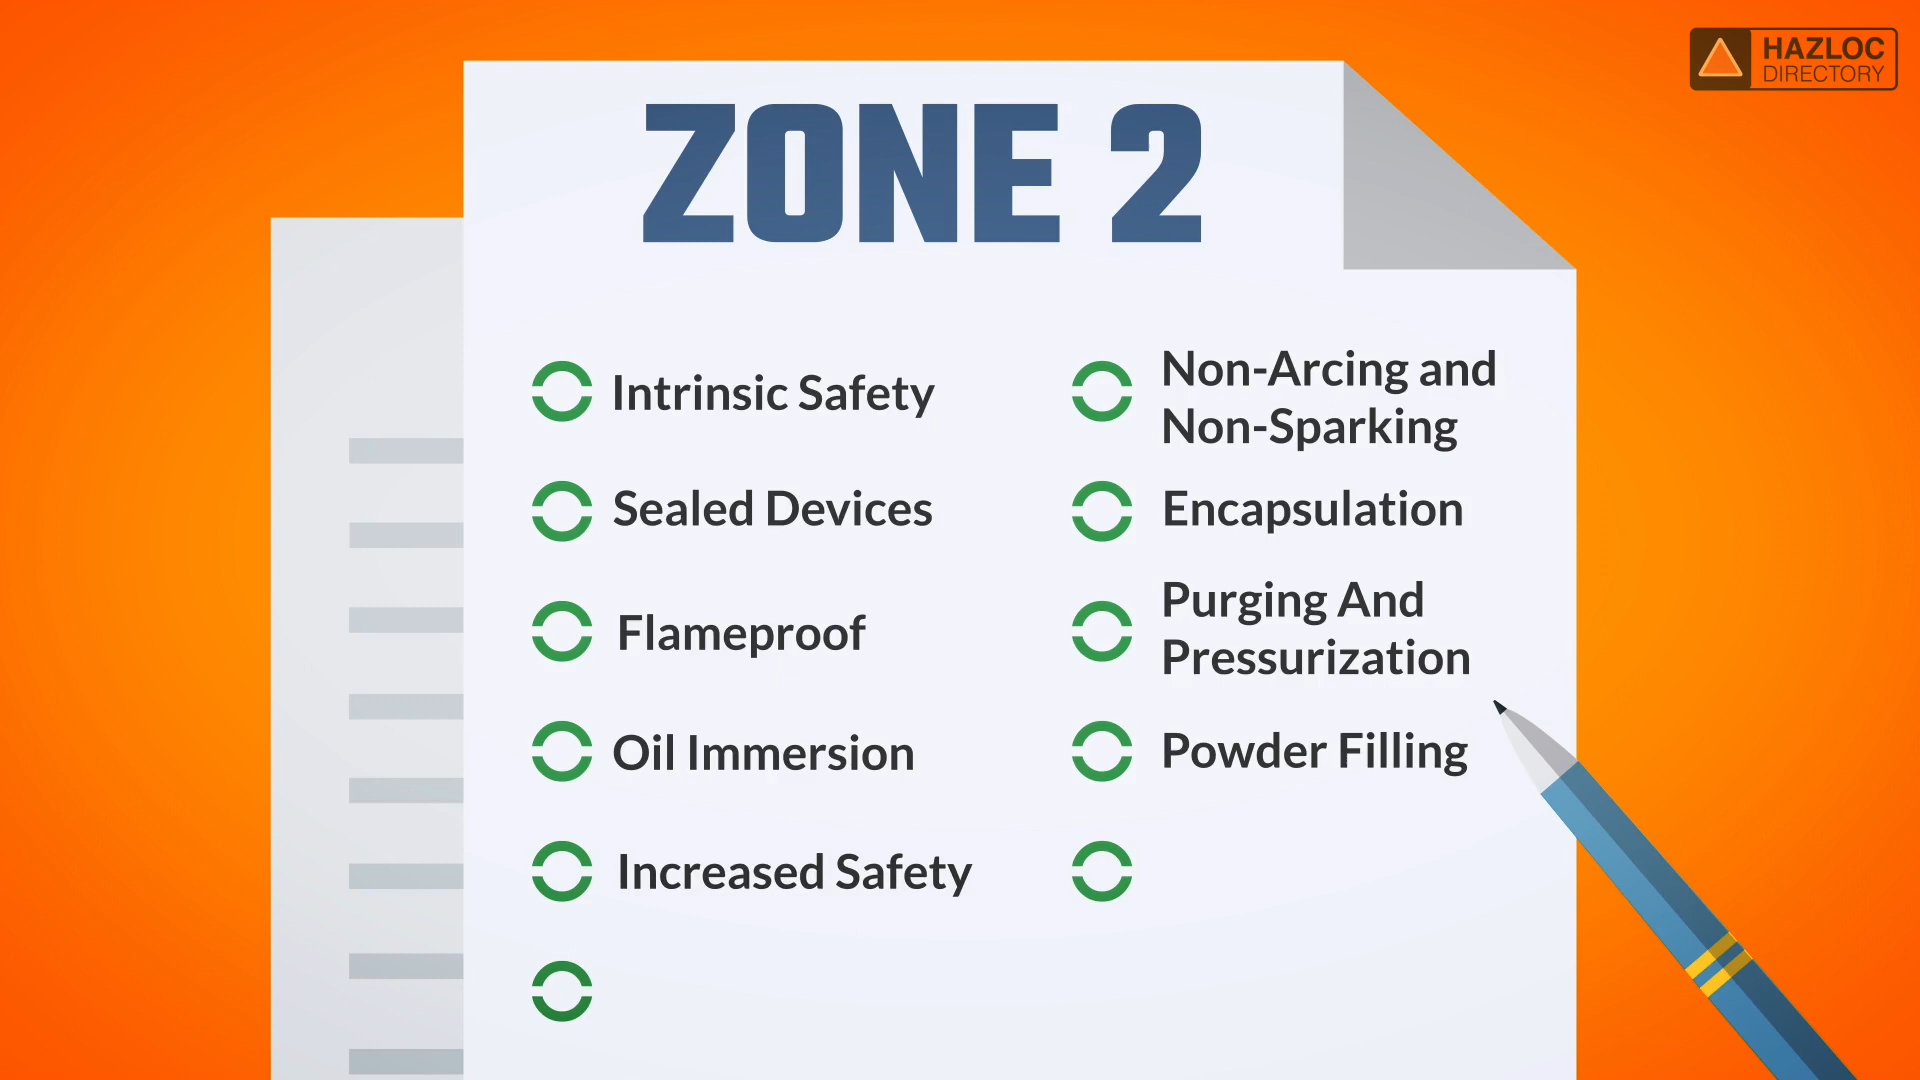 HAZLOC
DIRECTORY
ZONE 2
Intrinsic Safety
Sealed Devices
Flameproof
Oil Immersion
Increased Safety
Non-Arcing and
Non-Sparking
Encapsulation
Purging And
Pressurization
Powder Filling